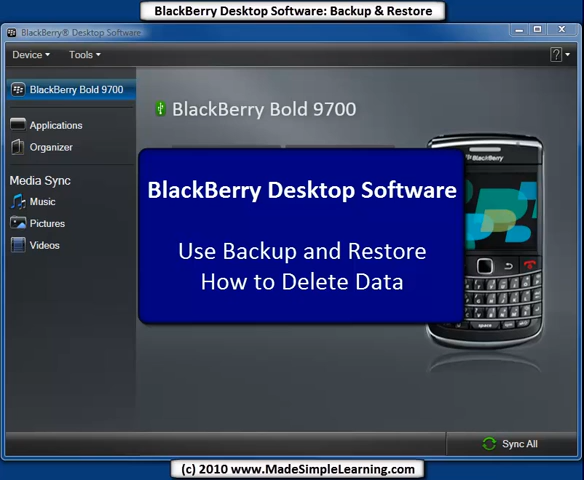 BlackBerry Desktop Software: Backup & Restore
BlackBerry® Desktop Software
Device Tools ?
BlackBerry Bold 9700
Applications
Organizer
Media Sync
Music
Pictures
Videos
BlackBerry Bold 9700
BlackBerry Desktop Software
Use Backup and Restore
How to Delete Data
BlackBerry
space
Sync All
(c) 2010 www.MadeSimpleLearning.com